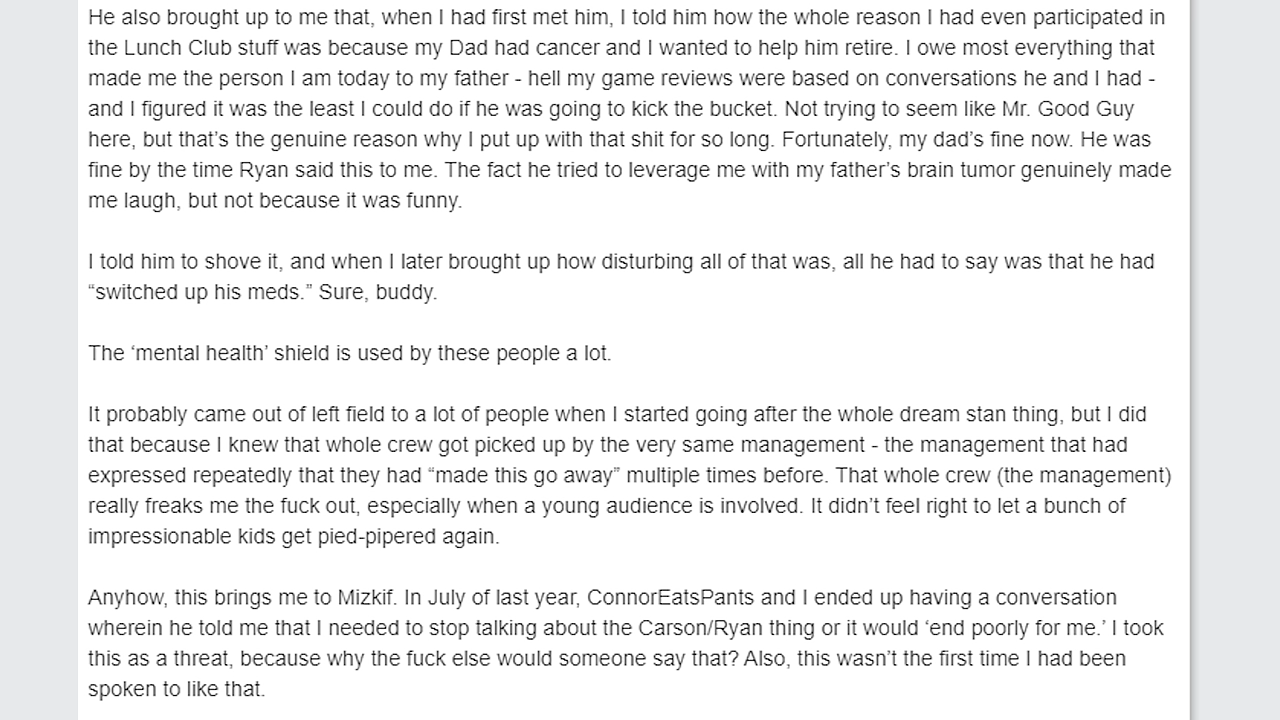 He also brought up to me that, when I had first met him, I told him how the whole reason I had even participated in
the Lunch Club stuff was because my Dad had cancer and I wanted to help him retire. I owe most everything that
made me the person I am today to my father - hell my game reviews were based on conversations he and I had -
and I figured it was the least I could do if he was going to kick the bucket. Not trying to seem like Mr. Good Guy
here, but that’s the genuine reason why I put up with that shit for so long. Fortunately, my dad’s fine now. He was
fine by the time Ryan said this to me. The fact he tried to leverage me with my father’s brain tumor genuinely made
me laugh, but not because it was funny.
I told him to shove it, and when I later brought up how disturbing all of that was, all he had to say was that he had
“switched up his meds.” Sure, buddy.
The ‘mental health’ shield is used by these people a lot.
It probably came out of left field to a lot of people when I started going after the whole dream stan thing, but I did
that because I knew that whole crew got picked up by the very same management - the management that had
expressed repeatedly that they had “made this go away” multiple times before. That whole crew (the management)
really freaks me the fuck out, especially when a young audience is involved. It didn’t feel right to let a bunch of
impressionable kids get pied-pipered again.
Anyhow, this brings me to Mizkif. In July of last year, ConnorEatsPants and I ended up having a conversation
wherein he told me that I needed to stop talking about the Carson/Ryan thing or it would ‘end poorly for me.’ I took
this as a threat, because why the fuck else would someone say that? Also, this wasn’t the first time I had been
spoken to like that.